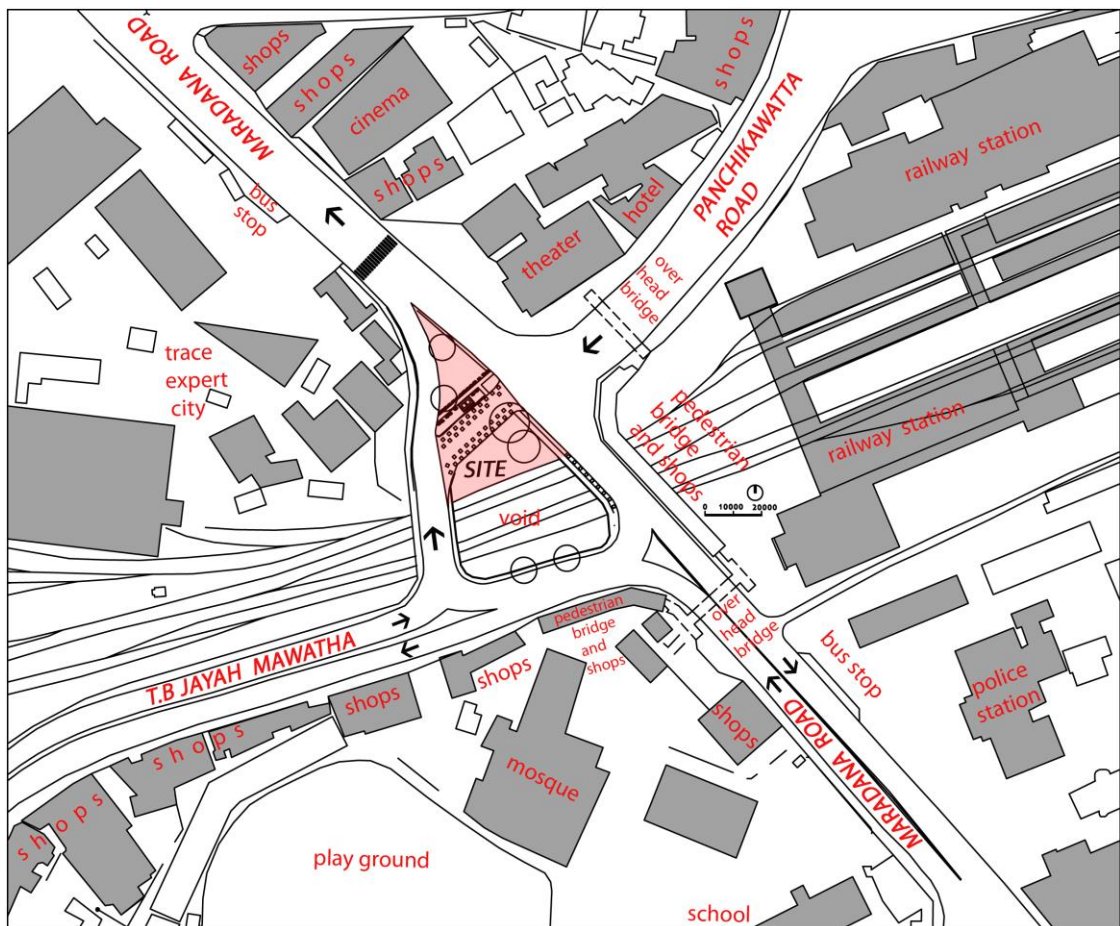 MARADANA ROAD
shops
shops
cinema
shops
shops
PANCHIKAWATTA
ROAD
railway station
bus
stop
hotel
theater
over
head
bridge
trace
expert
city
SITE
void
pedestrian
bridge
and shops
railway station
0 10000 20000
T.B JAYAH MAWATHA
pedestrian
bridge
and
shops
over
head
bridge
bus stop
police
station
shops
shops
shops
shops
shops
mosque
MARADANA ROAD
play ground
school